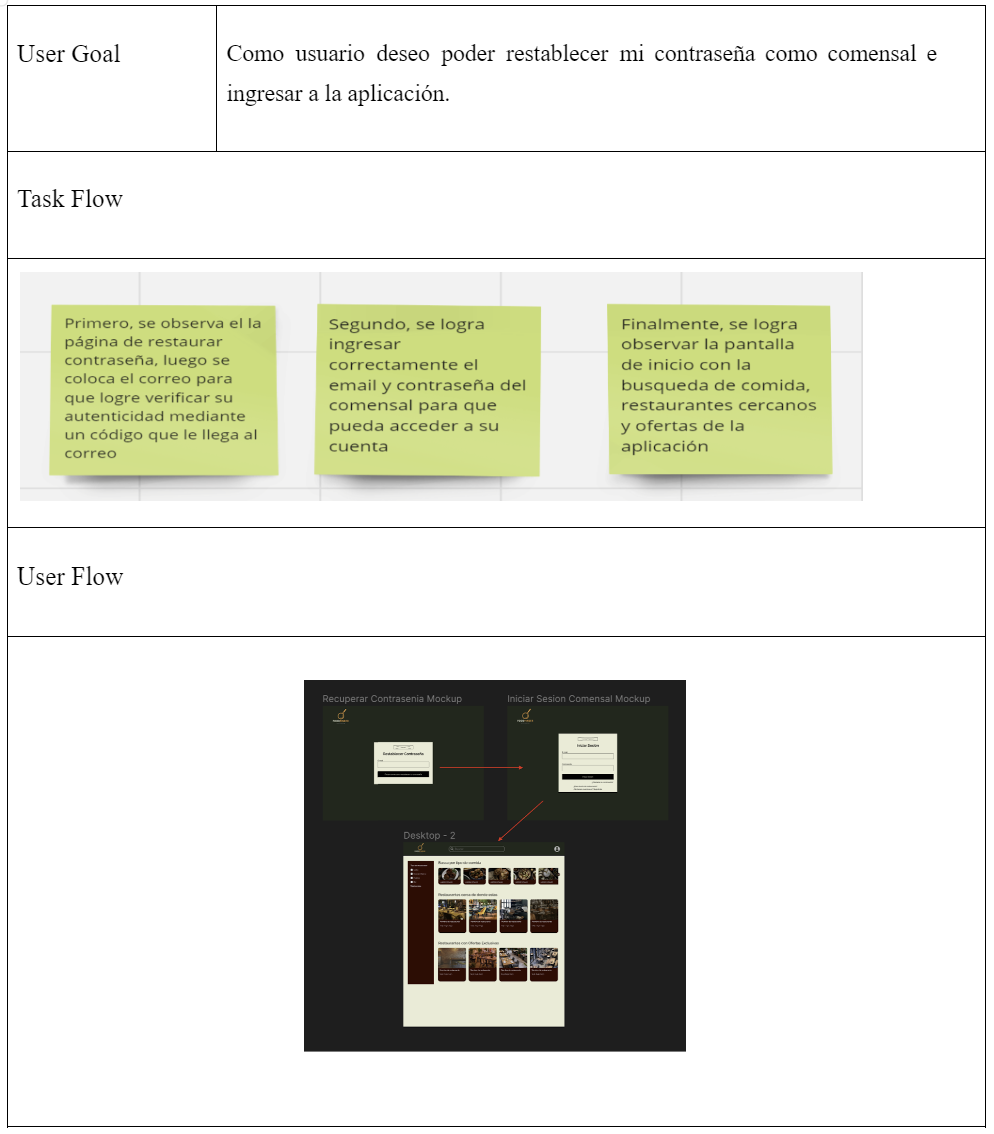 User Goal
Como usuario deseo poder restablecer mi contraseña como comensal e
ingresar a la aplicación.
Task Flow
Primero, se observa el la
página de restaurar
contraseña, luego se
coloca el correo para
que logre verificar su
autenticidad mediante
un código que le llega al
correo
Segundo, se logra
ingresar
correctamente el
email y contraseña del
comensal para que
pueda acceder a su
cuenta
Finalmente, se logra
observar la pantalla
de inicio con la
busqueda de comida,
restaurantes cercanos
y ofertas de la
aplicación
User Flow
Recuperar Contrasenia Mockup
Iniciar Sesion Comensal Mockup
Restablecer Contraseña
Iniciar Sesión
Desktop - 2
Busca por tipo de comida
Restaurantes cerca de donde estas
Restaurantes con Ofertas Exclusivas